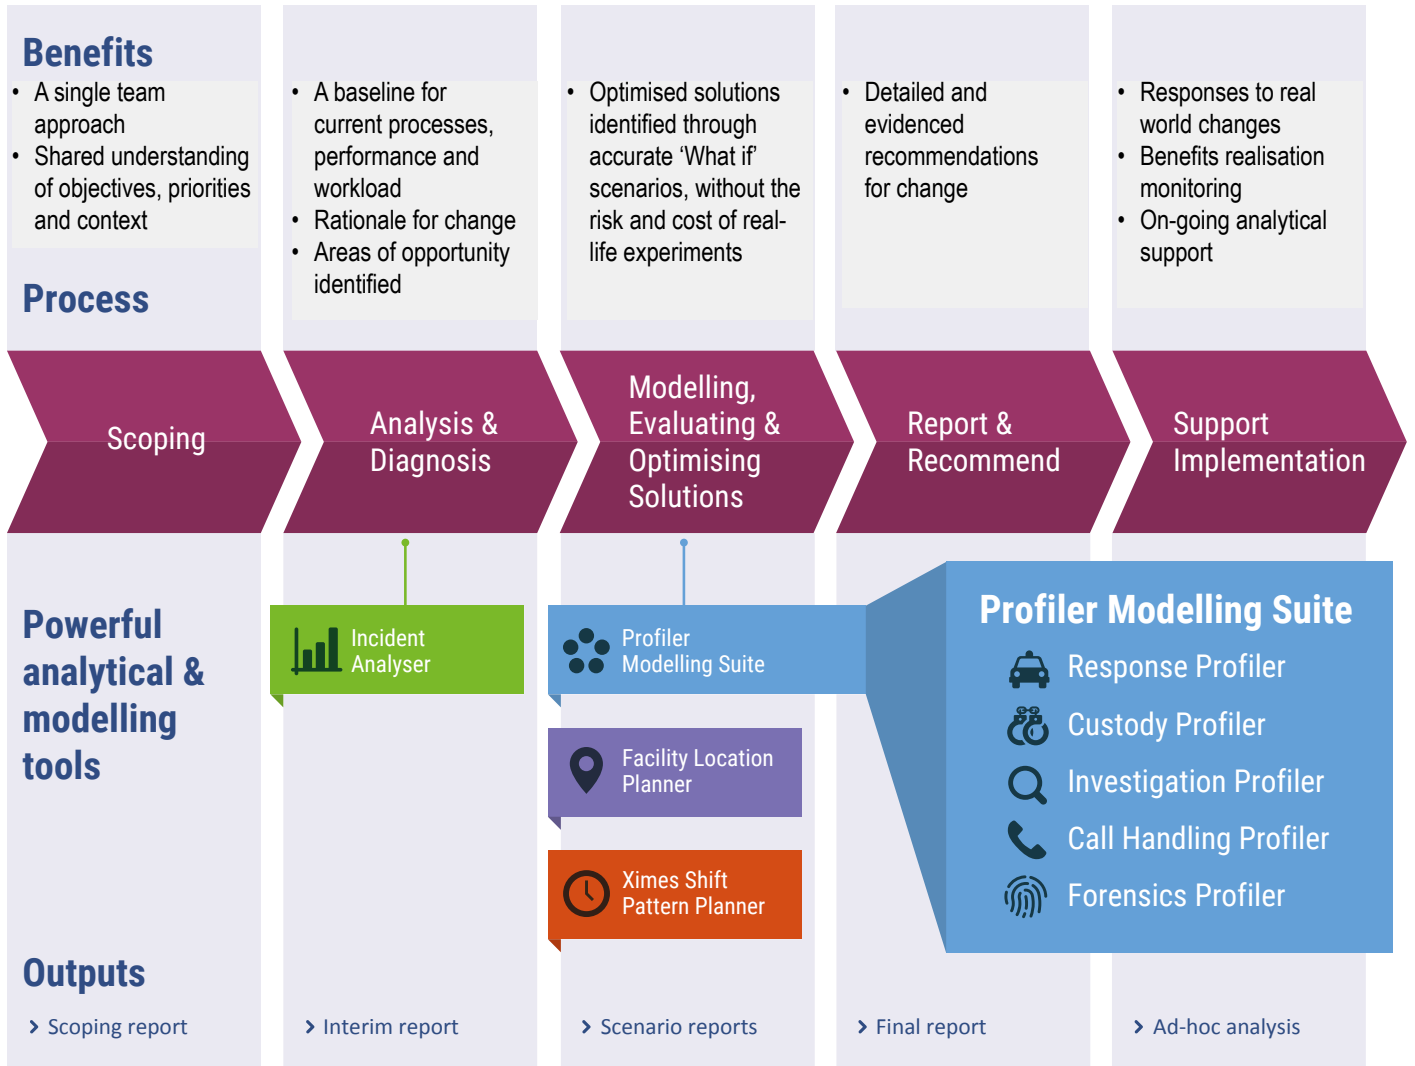 Benefits
• A single team
approach
• Shared understanding
of objectives, priorities
and context
• A baseline for
current processes,
performance and
workload
• Rationale for change
• Areas of opportunity
identified
• Optimised solutions
identified through
accurate ‘What if’
scenarios, without the
risk and cost of real-
life experiments
• Detailed and
evidenced
recommendations
for change
• Responses to real
world changes
• Benefits realisation
monitoring
• On-going analytical
support
Process
Scoping
Analysis &
Diagnosis
Modelling,
Evaluating &
Optimising
Solutions
Report &
Recommend
Support
Implementation
Powerful
analytical &
modelling
tools
Incident
Analyser
Profiler
Modelling Suite
Facility Location
Planner
Ximes Shift
Pattern Planner
Profiler Modelling Suite
Response Profiler
Custody Profiler
Investigation Profiler
Call Handling Profiler
Forensics Profiler
Outputs
Scoping report
Interim report
Scenario reports
Final report
Ad-hoc analysis